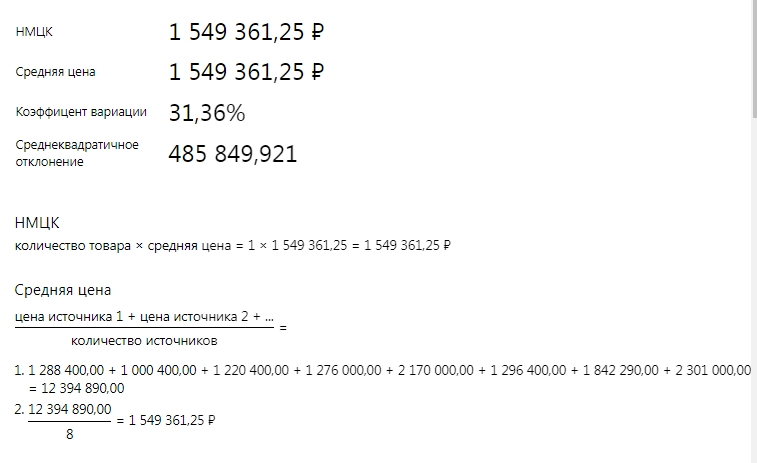 НМЦК 1 549 361,25 ₽
Средняя цена 1 549 361,25 ₽
Коэффицент вариации 31,36%
Среднеквадратичное
отклонение 485 849,921
НМЦК
количество товара × средняя цена = 1 × 1 549 361,25 = 1 549 361,25 ₽
Средняя цена
цена источника 1 + цена источника 2 + ...
=
количество источников
1. 1 288 400,00 + 1 000 400,00 + 1 220 400,00 + 1 276 000,00 + 2 170 000,00 + 1 296 400,00 + 1 842 290,00 + 2 301 000,00
= 12 394 890,00
2. 12 394 890,00
= 1 549 361,25 ₽
8